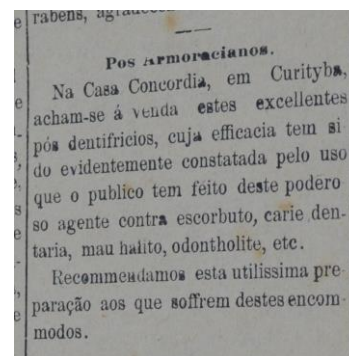 rabens,
Pos Armoracianos.
Na Casa Concordia, em Curityba,
acham-se á venda estes excellentes
pós dentifricios, cuja efficacia tem si
do evidentemente constatada pelo uso
que o publico tem feito deste podero
so agente contra escorbuto, carie den-
taria, mau halito, odontholite, etc.
Recommendamos esta utilissima pre-
paração aos que soffrem destes encom-
modos.